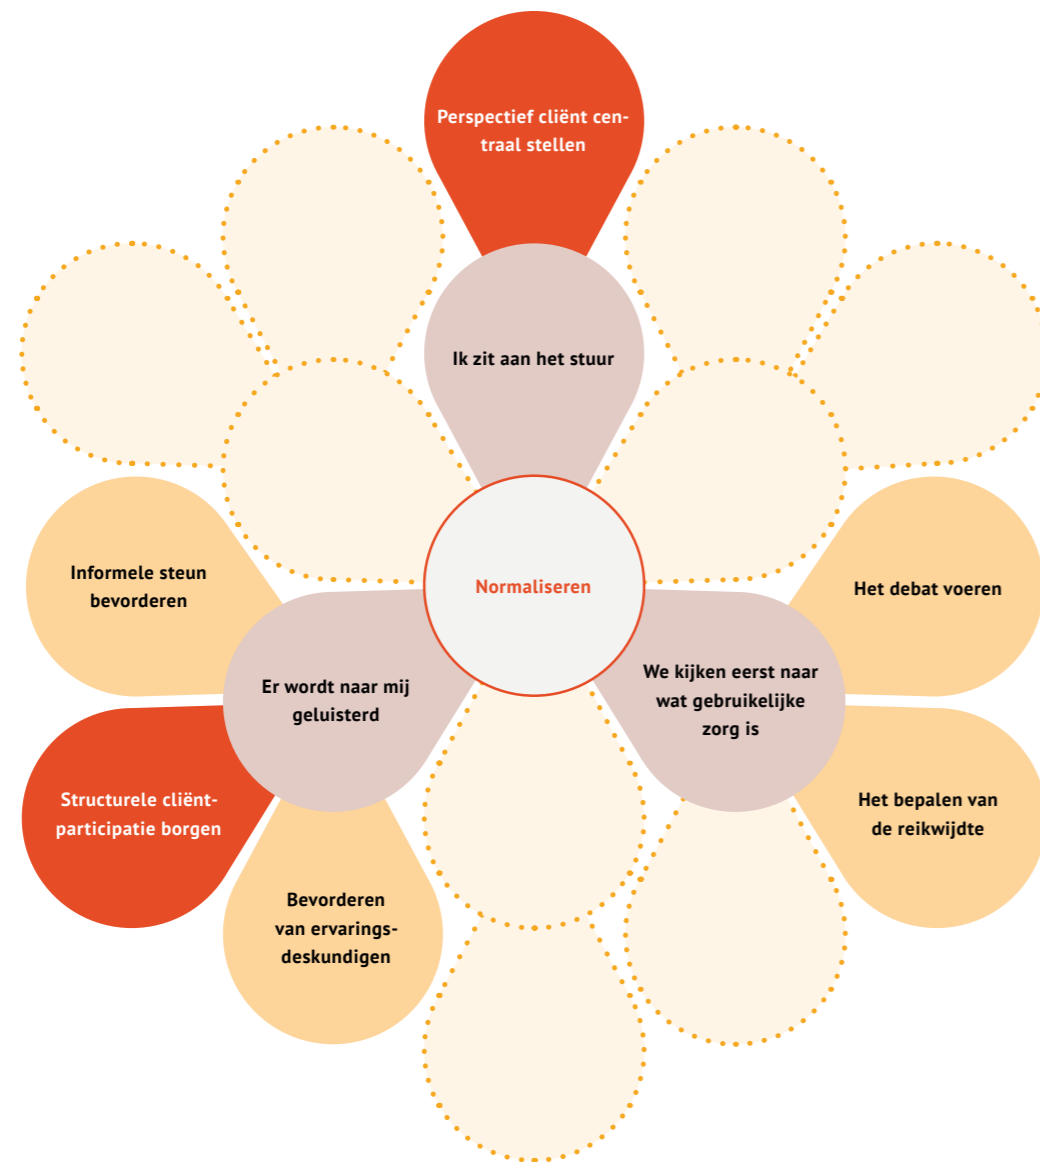 Perspectief cliënt cen-
traal stellen
Ik zit aan het stuur
Normaliseren
Informele steun
bevorderen
Het debat voeren
Er wordt naar mij
geluisterd
We kijken eerst naar
wat gebruikelijke
zorg is
Structurele cliënt-
participatie borgen
Het bepalen van
de reikwijdte
Bevorderen
van ervarings-
deskundigen